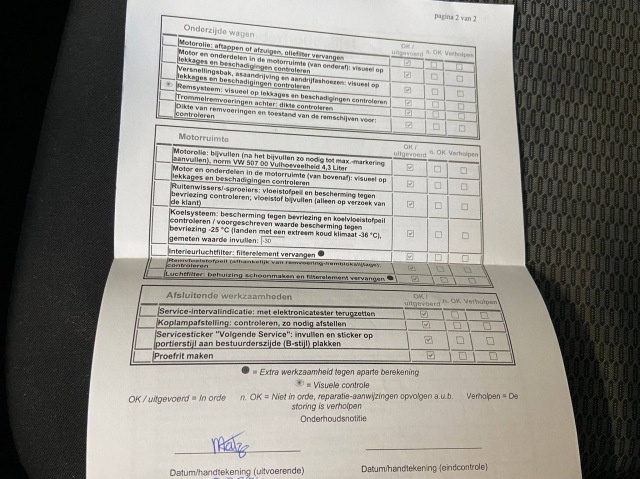 pagina 2 van 2
Onderzijde wagen
OK / uitgevoerd n. OK Verholpen
Motorolie: aftappen of afzuigen, oliefilter vervangen
Motor en onderdelen in de motorruimte (van onderaf): visueel op
lekkages en beschadigingen controleren
Versnellingsbak, asaandrijving en aandrijfashoezen: visueel op
lekkages en beschadigingen controleren
Remsysteem: visueel op lekkages en beschadigingen controleren
Trommelremvoeringen achter: dikte controleren
Dikte van remvoeringen en toestand van de remschijven voor:
controleren
Motorruimte
OK / uitgevoerd n. OK Verholpen
Motorolie: bijvullen (na het bijvullen zo nodig tot max.-markering
aanvullen), norm VW 507 00 Vulhoeveelheid 4,3 Liter
Motor en onderdelen in de motorruimte (van bovenaf): visueel op
lekkages en beschadigingen controleren
Ruitenwissers/-sproeiers: vloeistofpeil en bescherming tegen
bevriezing controleren; vloeistof bijvullen (alleen op verzoek van
de klant)
Koelsysteem: bescherming tegen bevriezing en koelvloeistofpeil
controleren / voorgeschreven waarde bescherming tegen
bevriezing -25 °C (landen met een extreem koud klimaat -36 °C),
gemeten waarde invullen: -30
Interieurluchtfilter: filterelement vervangen
controleren
Luchtfilter: behuizing schoonmaken en filterelement vervangen
Afsluitende werkzaamheden
OK / uitgevoerd n. OK Verholpen
Service-intervalindicatie: met elektronicatester terugzetten
Koplampafstelling: controleren, zo nodig afstellen
Servicesticker "Volgende Service": invullen en sticker op
portierstijl aan bestuurderszijde (B-stijl) plakken
Proefrit maken
= Extra werkzaamheid tegen aparte berekening
= Visuele controle
OK / uitgevoerd = In orde n. OK = Niet in orde, reparatie-aanwijzingen opvolgen a.u.b. Verholpen = De
storing is verholpen
Onderhoudsnotitie
Datum/handtekening (uitvoerende) Datum/handtekening (eindcontrole)